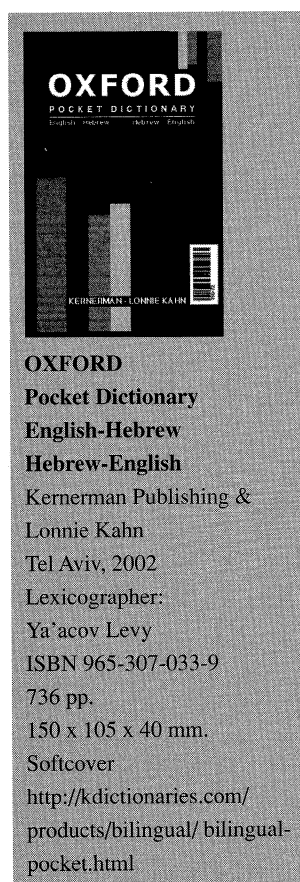 OXFORD
POCKET DICTIONARY
English Hebrew Hebrew English
KERNERMAN - LONNIE KAHN
OXFORD
Pocket Dictionary
English-Hebrew
Hebrew-English
Kernerman Publishing &
Lonnie Kahn
Tel Aviv, 2002
Lexicographer:
Ya'acov Levy
ISBN 965-307-033-9
736 pp.
150 x 105 x 40 mm.
Softcover
http://kdictionaries.com/
products/bilingual/ bilingual-
pocket.html